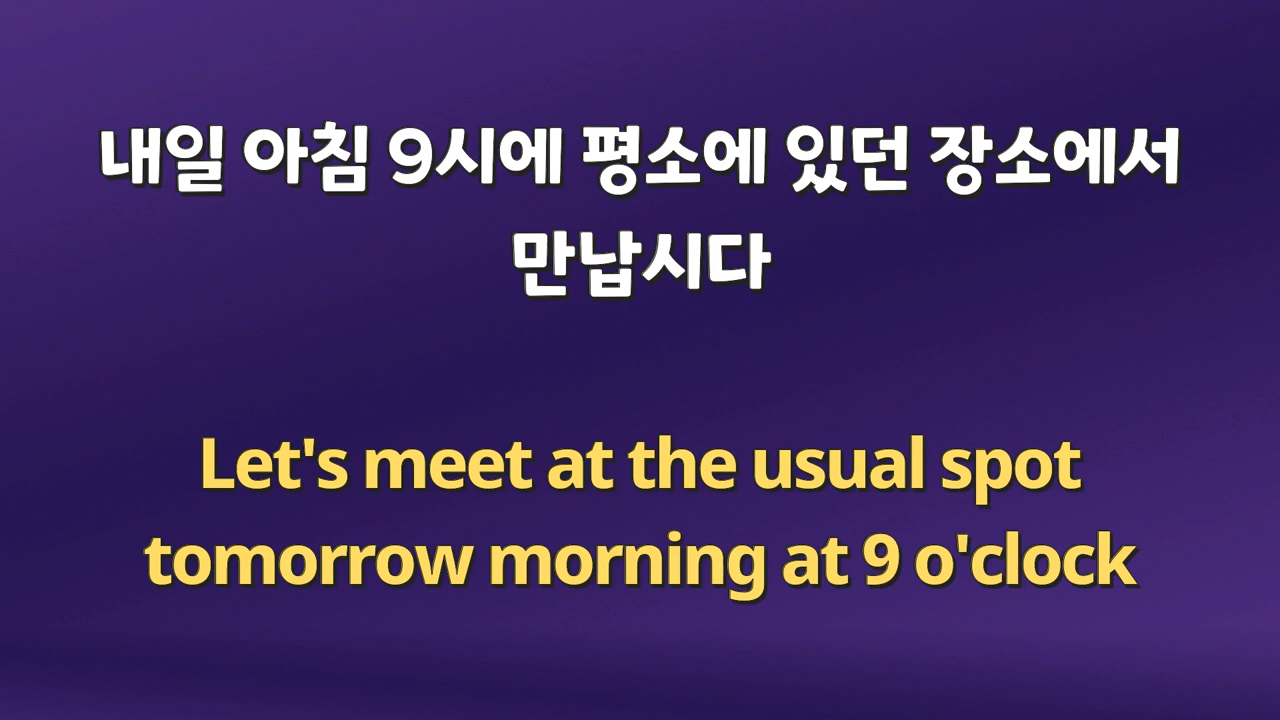 내일 아침 9시에 평소에 있던 장소에서
만납시다
Let's meet at the usual spot
tomorrow morning at 9 o'clock